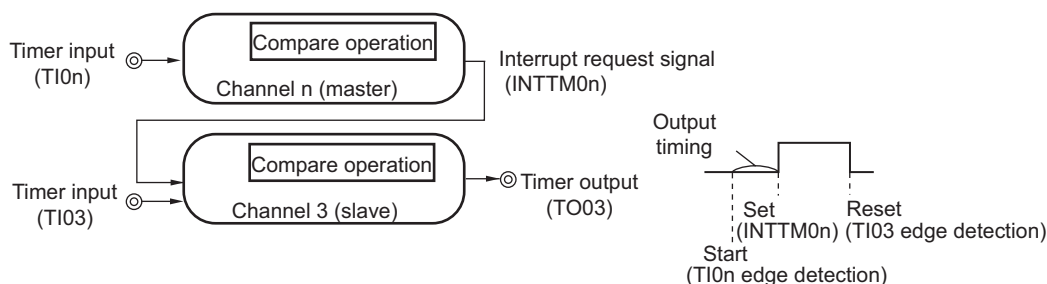 Timer input
(TI0n)
Compare operation
Channel n (master)
Interrupt request signal
(INTTM0n)
Timer input
(TI03)
Compare operation
Channel 3 (slave)
Timer output
(TO03)
Output
timing
Set
(INTTM0n)
Reset
(TI03 edge detection)
Start
(TI0n edge detection)